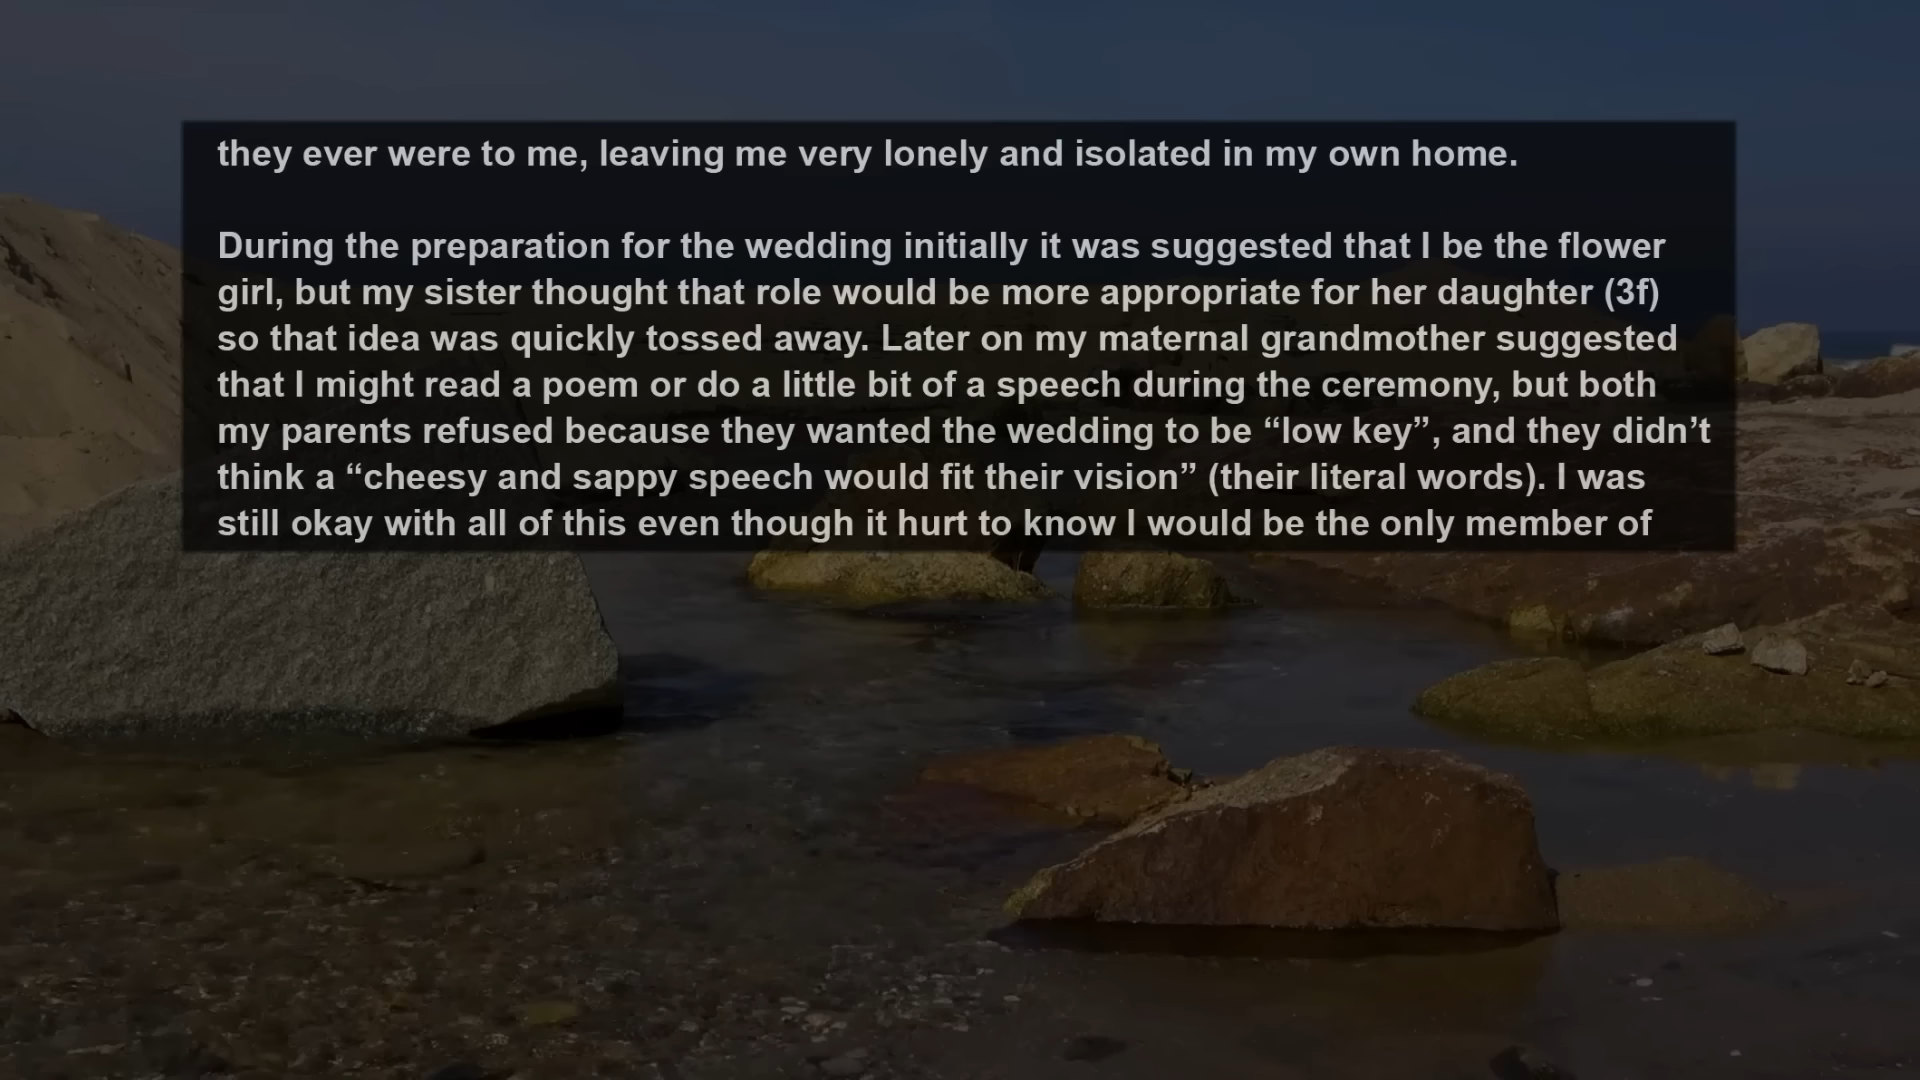 they ever were to me, leaving me very lonely and isolated in my own home.
During the preparation for the wedding initially it was suggested that I be the flower
girl, but my sister thought that role would be more appropriate for her daughter (3f)
so that idea was quickly tossed away. Later on my maternal grandmother suggested
that I might read a poem or do a little bit of a speech during the ceremony, but both
my parents refused because they wanted the wedding to be “low key”, and they didn’t
think a “cheesy and sappy speech would fit their vision” (their literal words). I was
still okay with all of this even though it hurt to know I would be the only member of